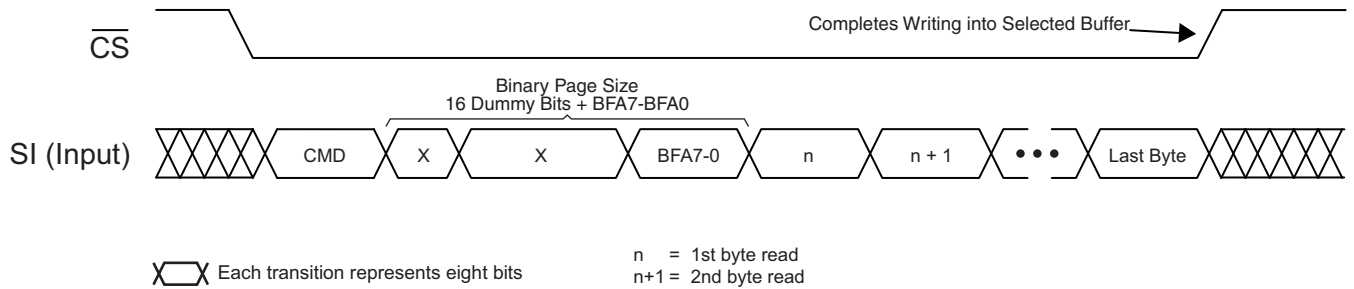 Completes Writing into Selected Buffer
CS
Binary Page Size
16 Dummy Bits + BFA7-BFA0
SI (Input)
CMD
X
X
BFA7-0
n
n + 1
Last Byte
Each transition represents eight bits
n = 1st byte read
n+1 = 2nd byte read